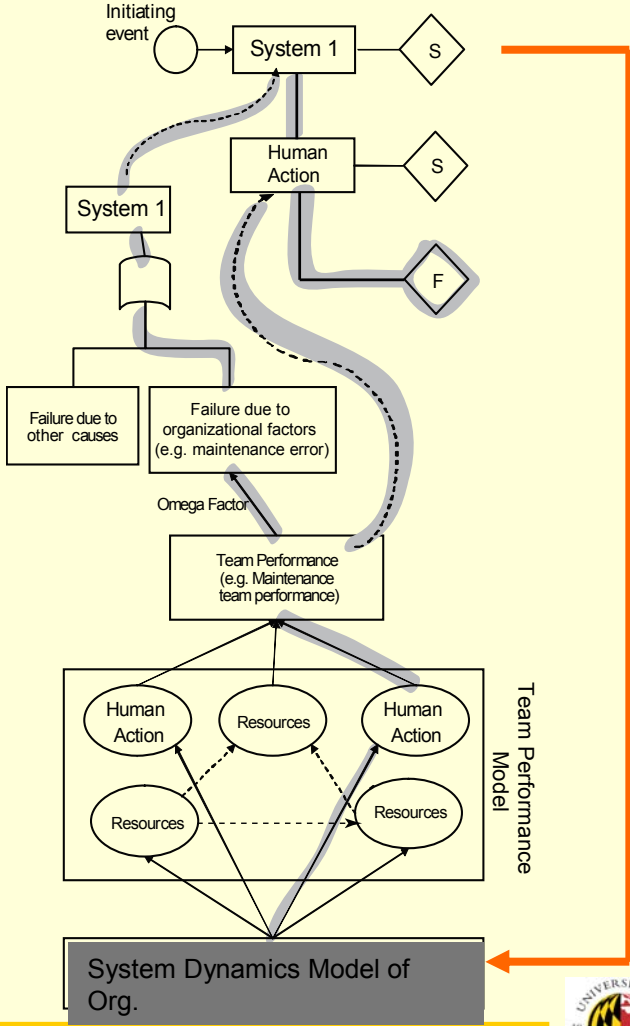 Initiating
event
System 1
S
Human
Action
S
System 1
F
Failure due to
other causes
Failure due to
organizational factors
(e.g. maintenance error)
Omega Factor
Team Performance
(e.g. Maintenance
team performance)
Human
Action
Resources
Human
Action
Resources
Resources
Team Performance
Model
System Dynamics Model of
Org.